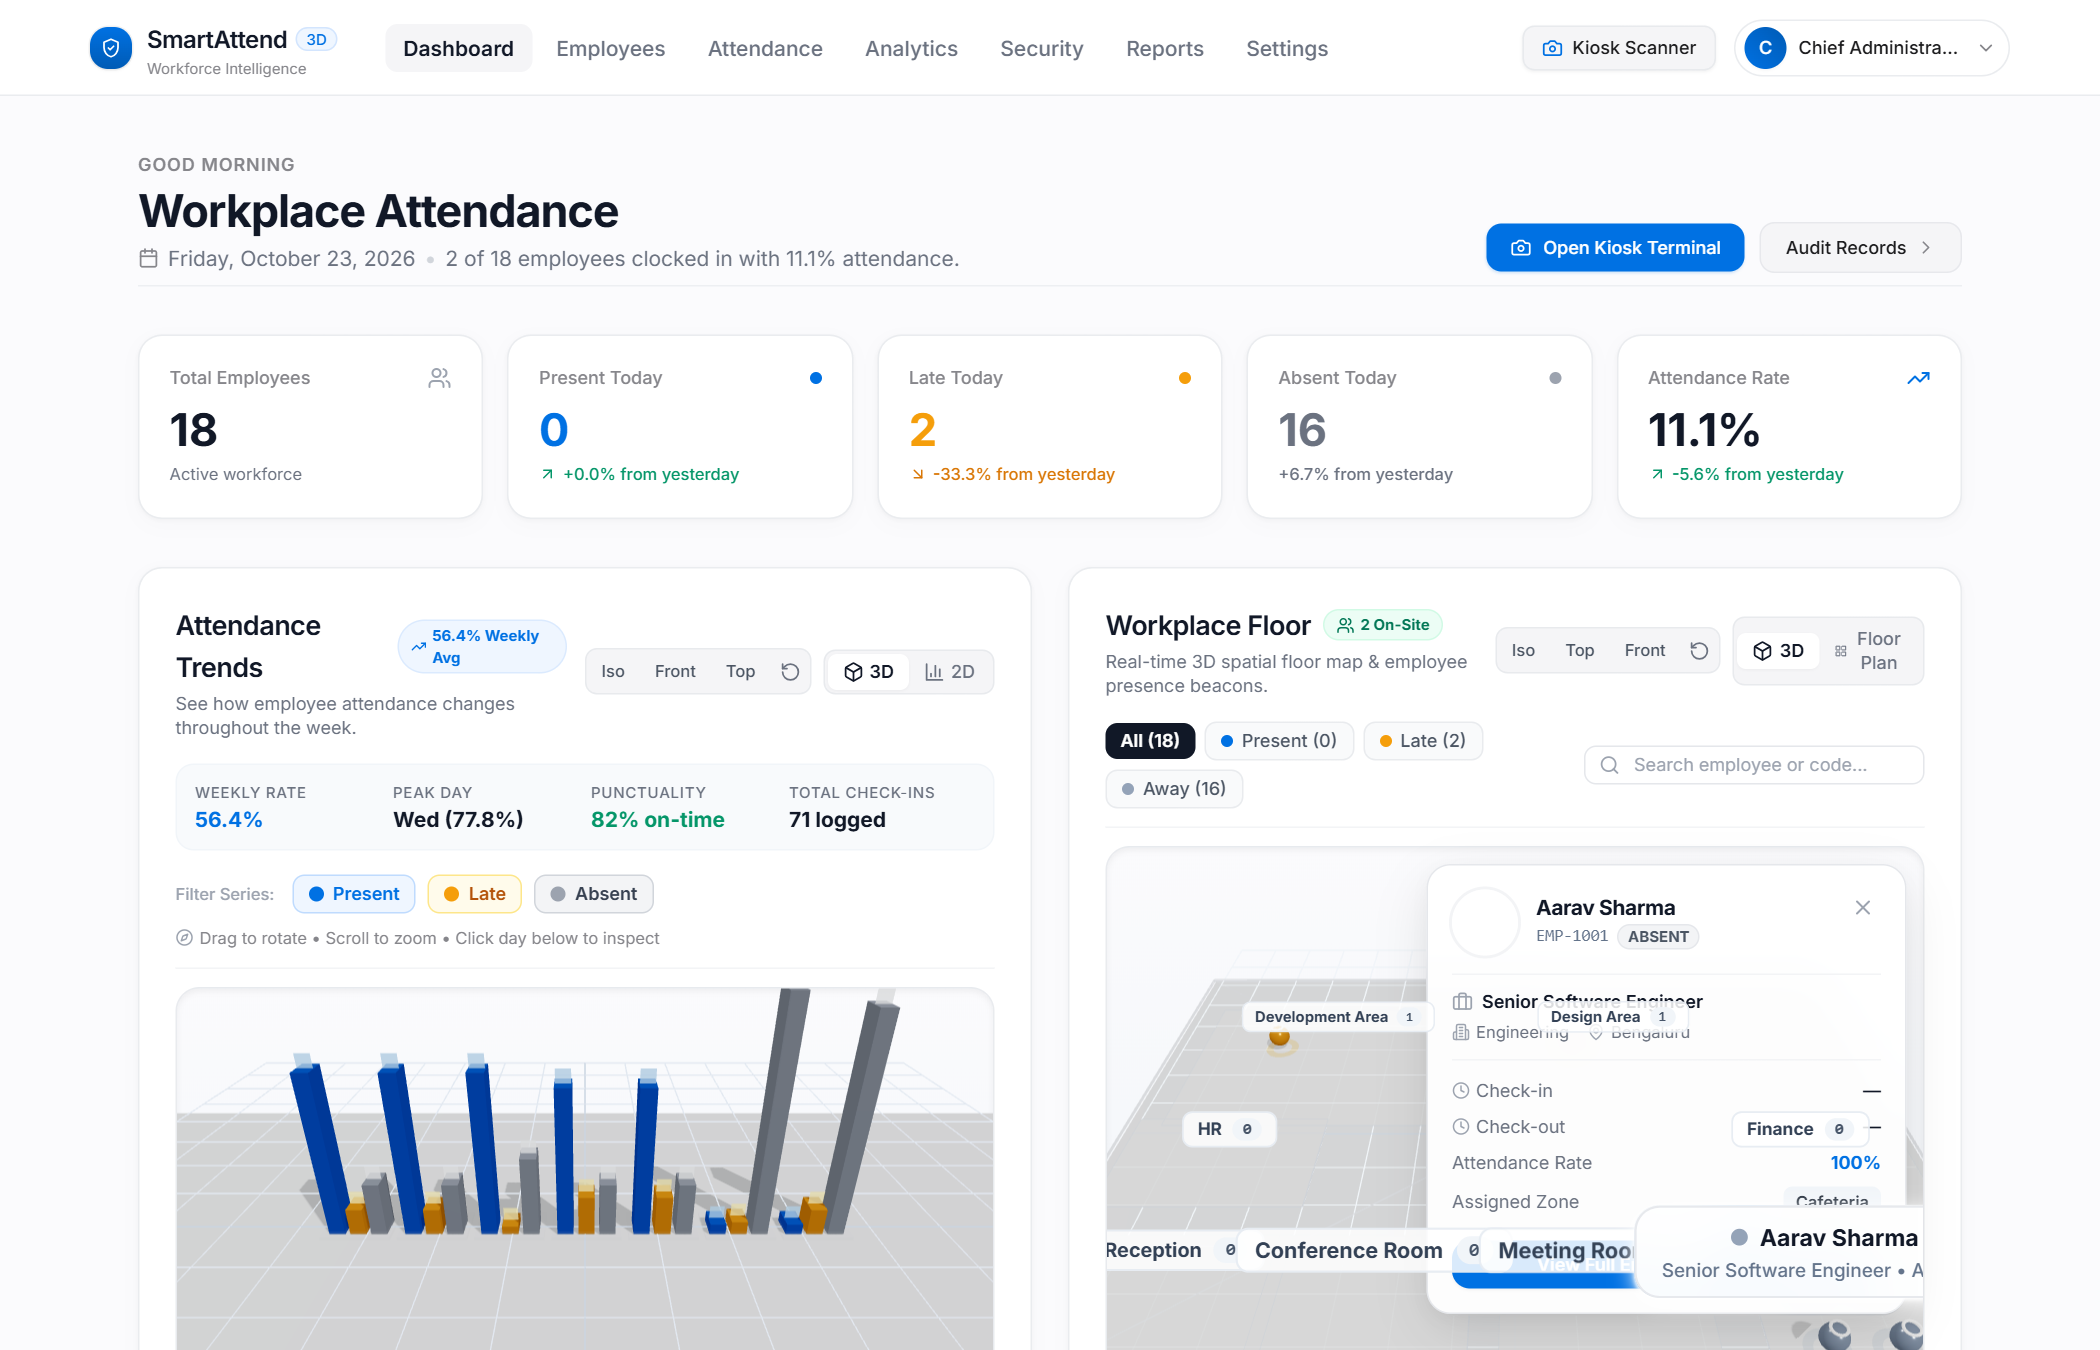 SmartAttend 3D
Workforce Intelligence
Dashboard Employees Attendance Analytics Security Reports Settings
Kiosk Scanner
C Chief Administra...
GOOD MORNING
Workplace Attendance
Friday, October 23, 2026 • 2 of 18 employees clocked in with 11.1% attendance.
Open Kiosk Terminal
Audit Records
Total Employees
18
Active workforce
Present Today
0
+0.0% from yesterday
Late Today
2
-33.3% from yesterday
Absent Today
16
+6.7% from yesterday
Attendance Rate
11.1%
-5.6% from yesterday
Attendance
Trends
56.4% Weekly
Avg
See how employee attendance changes
throughout the week.
Iso Front Top
3D 2D
WEEKLY RATE
56.4%
PEAK DAY
Wed (77.8%)
PUNCTUALITY
82% on-time
TOTAL CHECK-INS
71 logged
Filter Series: Present Late Absent
Drag to rotate • Scroll to zoom • Click day below to inspect
Workplace Floor
2 On-Site
Real-time 3D spatial floor map & employee
presence beacons.
Iso Top Front
3D
Floor
Plan
All (18) Present (0) Late (2)
Away (16)
Search employee or code...
Aarav Sharma
EMP-1001 ABSENT
Senior Software Engineer
Engineering Bengaluru
Development Area 1
Design Area 1
Check-in —
Check-out —
HR 0
Finance 0
Attendance Rate 100%
Assigned Zone Cafeteria
Reception 0
Conference Room 0
Meeting Roo
View Full E
Aarav Sharma
Senior Software Engineer • A